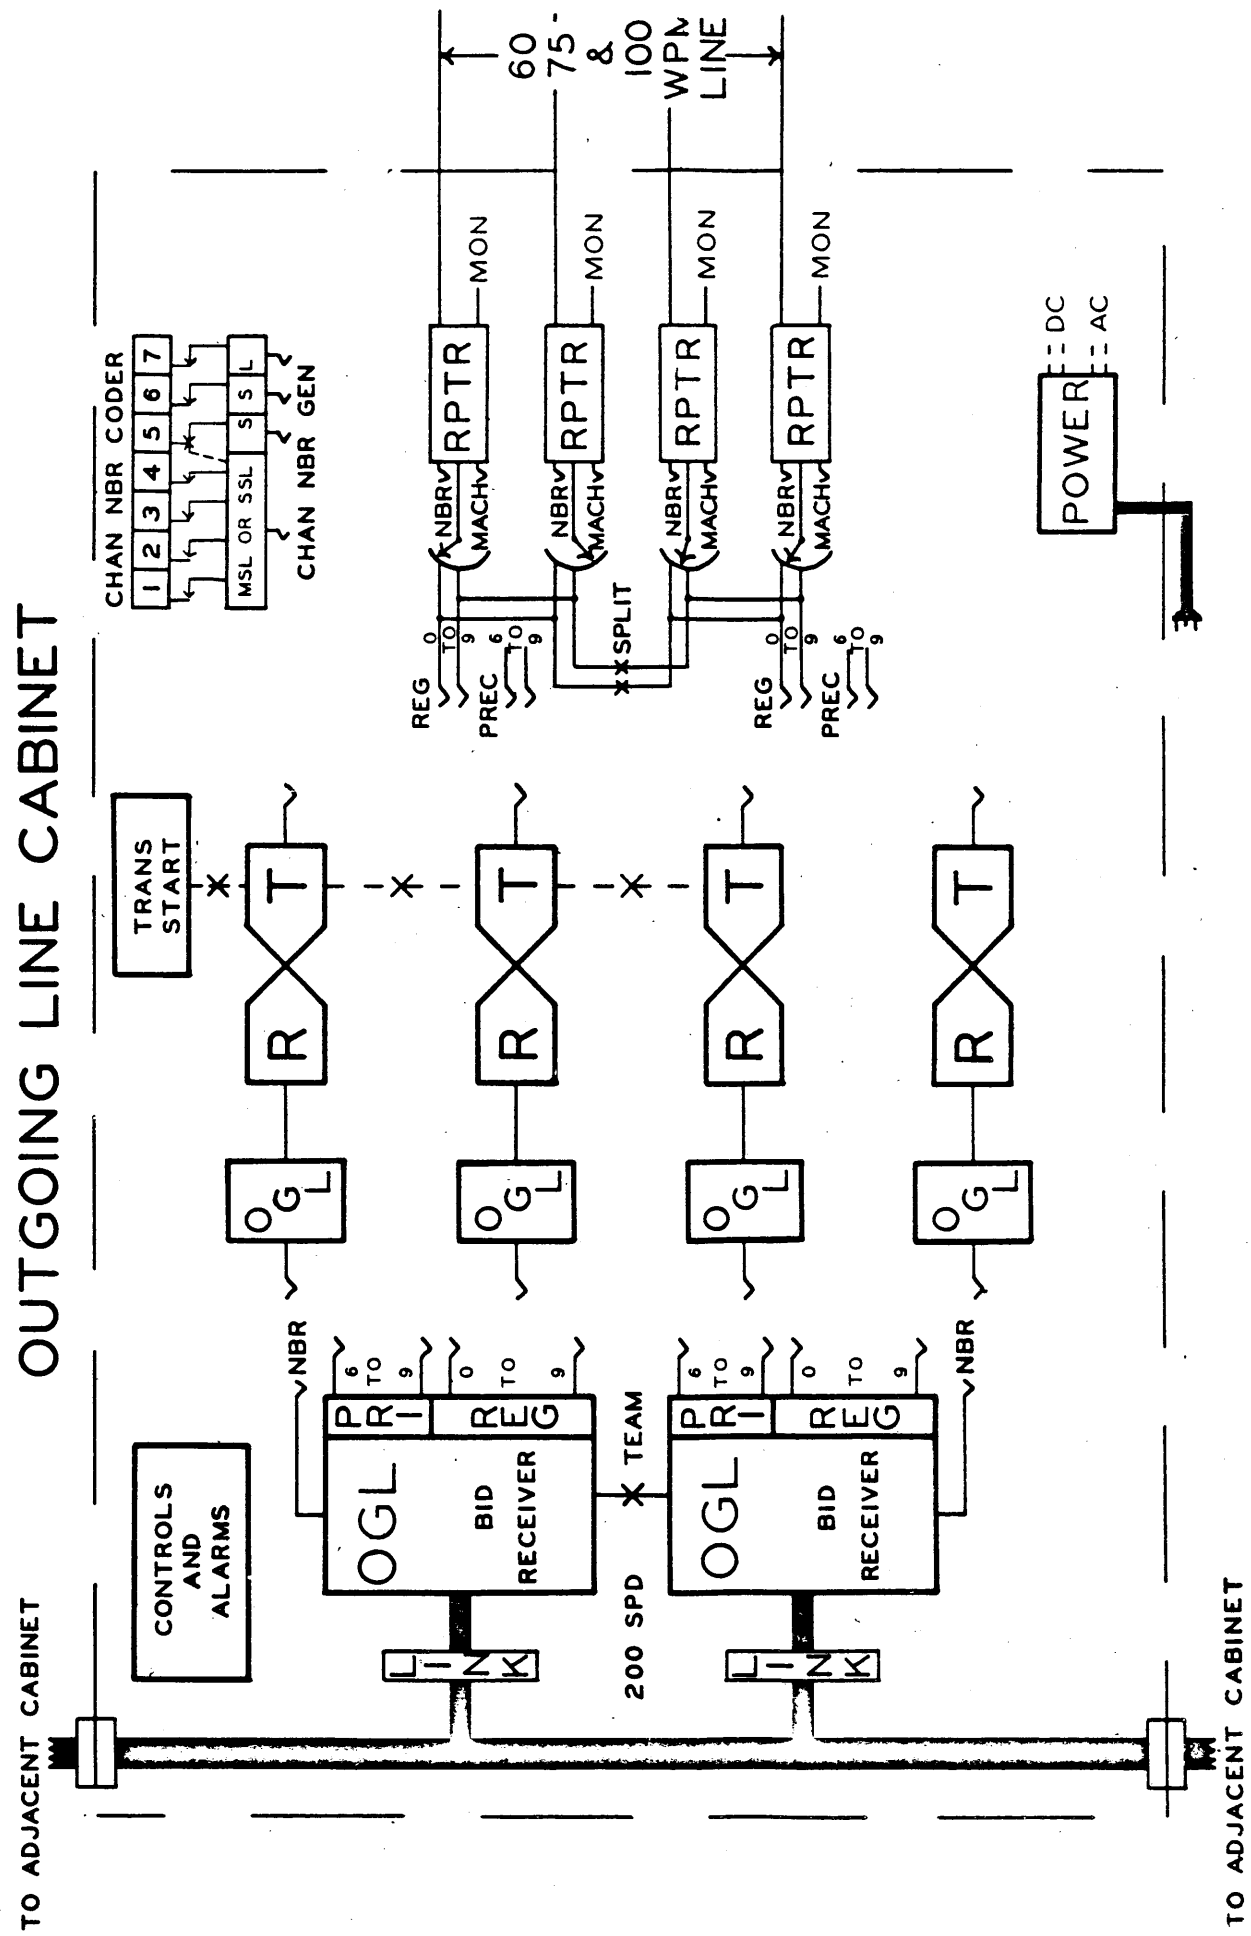 OUTGOING LINE CABINET
TO ADJACENT CABINET
CONTROLS
AND
ALARMS
TRANS
START
CHAN NBR CODER
1 2 3 4 5 6 7
MSL OR SSL S S L
CHAN NBR GEN
LINK
OGL
BID
RECEIVER
PRI
REG
NBR
6
TO
9
0
TO
9
200 SPD
TEAM
LINK
OGL
BID
RECEIVER
PRI
REG
6
TO
9
0
TO
9
NBR
OGL
R
T
OGL
R
T
OGL
R
T
OGL
R
T
REG
0
TO
9
PREC
6
TO
9
SPLIT
REG
0
TO
9
PREC
6
TO
9
NBR
MACH
RPTR
MON
NBR
MACH
RPTR
MON
NBR
MACH
RPTR
MON
NBR
MACH
RPTR
MON
60
75-
&
100
WPM
LINE
POWER
DC
AC
TO ADJACENT CABINET